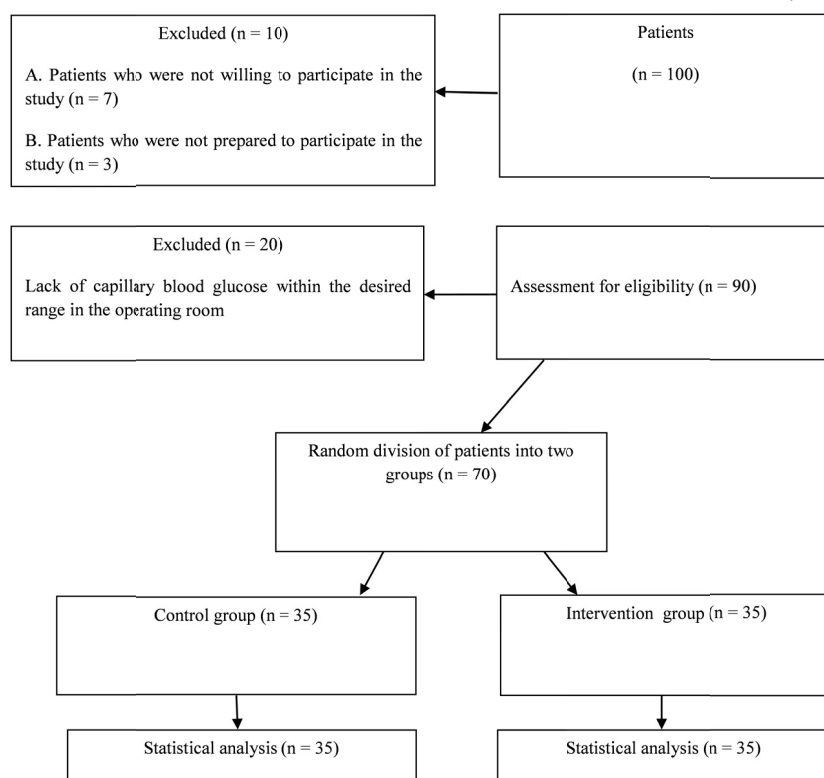 Excluded (n = 10)
A. Patients who were not willing to participate in the
study (n = 7)
B. Patients who were not prepared to participate in the
study (n = 3)
Patients
(n = 100)
Excluded (n = 20)
Lack of capillary blood glucose within the desired
range in the operating room
Assessment for eligibility (n = 90)
Random division of patients into two
groups (n = 70)
Control group (n = 35)
Intervention group (n = 35)
Statistical analysis (n = 35)
Statistical analysis (n = 35)